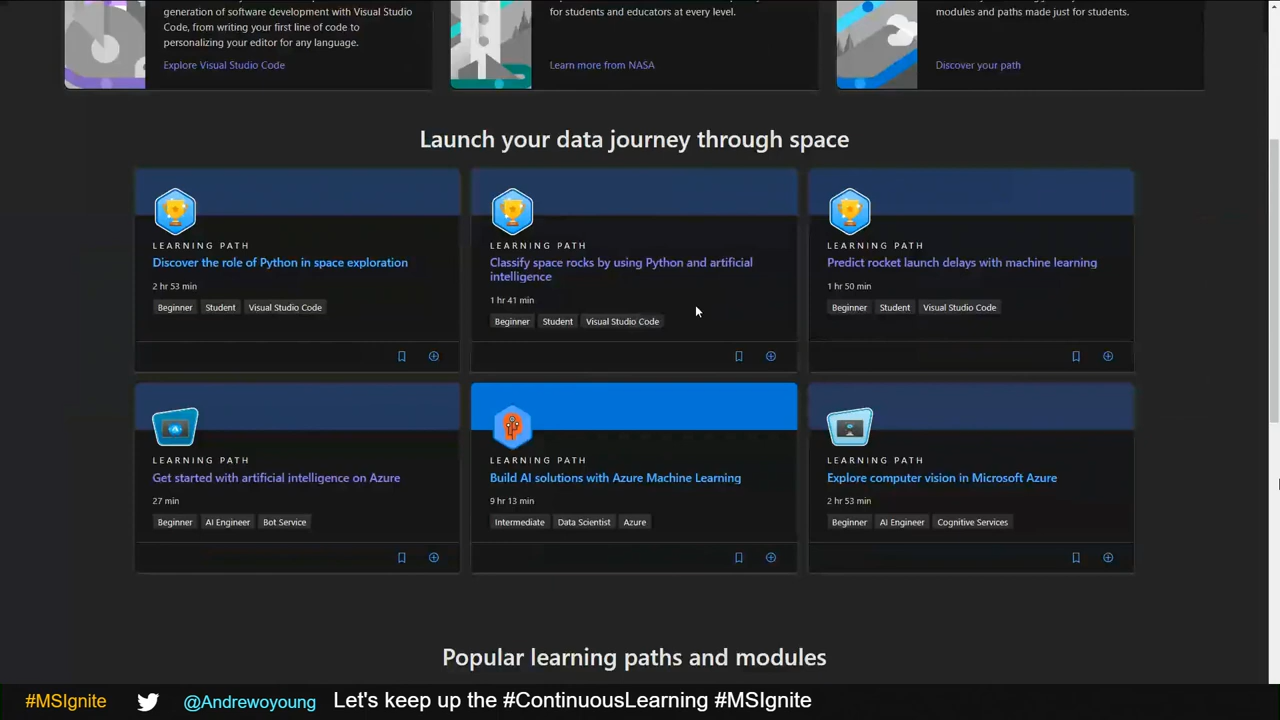 generation of software development with Visual Studio
Code, from writing your first line of code to
personalizing your editor for any language.
Explore Visual Studio Code
for students and educators at every level.
Learn more from NASA
modules and paths made just for students.
Discover your path
Launch your data journey through space
LEARNING PATH
Discover the role of Python in space exploration
2 hr 53 min
Beginner Student Visual Studio Code
LEARNING PATH
Classify space rocks by using Python and artificial
intelligence
1 hr 41 min
Beginner Student Visual Studio Code
LEARNING PATH
Predict rocket launch delays with machine learning
1 hr 50 min
Beginner Student Visual Studio Code
LEARNING PATH
Get started with artificial intelligence on Azure
27 min
Beginner AI Engineer Bot Service
LEARNING PATH
Build AI solutions with Azure Machine Learning
9 hr 13 min
Intermediate Data Scientist Azure
LEARNING PATH
Explore computer vision in Microsoft Azure
2 hr 53 min
Beginner AI Engineer Cognitive Services
Popular learning paths and modules
#MSIgnite @Andrewoyoung Let's keep up the #ContinuousLearning #MSIgnite